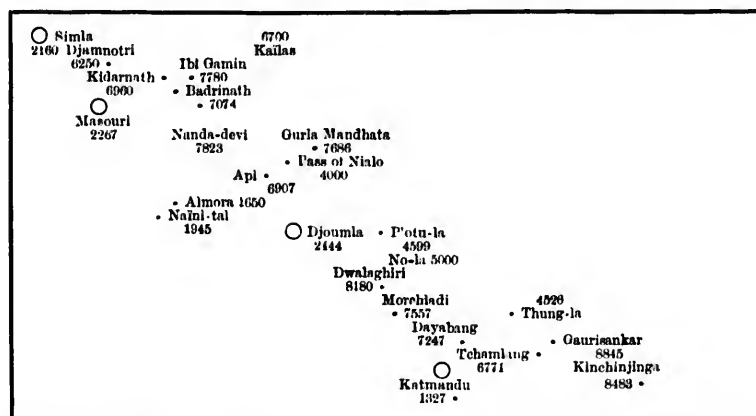 Simla 6700
2160 Djamnotri Kaïlas
6250 Ibi Gamin
Kidarnath 7780
6960 Badrinath
7074
Masouri
2267 Nanda-devi Gurla Mandhata
7823 7686
Pass of Nialo
Api 4000
6907
Almora 1650
Naïni-tal
1945 Djoumla P'otu-la
2444 4599
No-la 5000
Dwalaghiri
8180 4526
Morchiadi Thung-la
7557
Dayabang Gaurisankar
7247 Tchamlang 8845
6771 Kinchinjinga
Katmandu 8483
1327